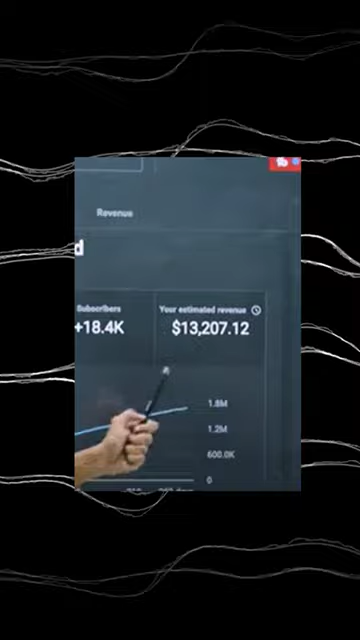 Revenue
d
Subscribers
Your estimated revenue
+18.4K
$13,207.12
1.8M
1.2M
600.0K
0